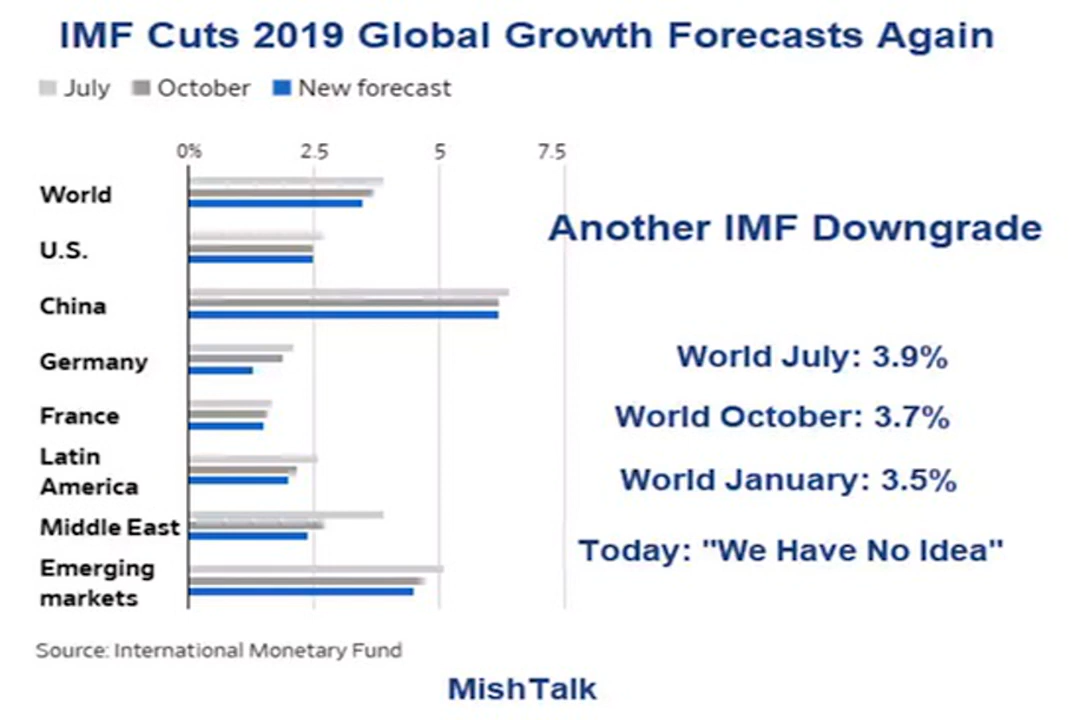 IMF Cuts 2019 Global Growth Forecasts Again
July October New forecast
0% 2.5 5 7.5
World
U.S.
China
Germany
France
Latin
America
Middle East
Emerging
markets
Another IMF Downgrade
World July: 3.9%
World October: 3.7%
World January: 3.5%
Today: "We Have No Idea"
Source: International Monetary Fund
MishTalk